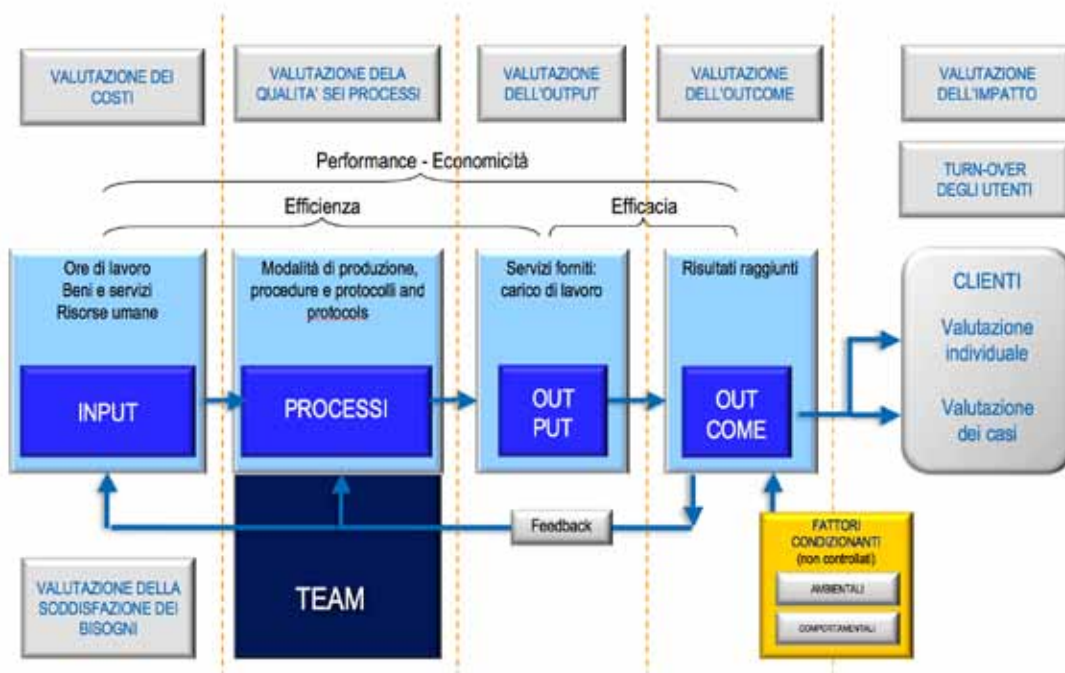 VALUTAZIONE DEI
COSTI
VALUTAZIONE DELA
QUALITA' SEI PROCESSI
VALUTAZIONE
DELL'OUTPUT
VALUTAZIONE
DELL'OUTCOME
VALUTAZIONE
DELL'IMPATTO
TURN-OVER
DEGLI UTENTI
Performance - Economicità
Efficienza
Efficacia
Ore di lavoro
Beni e servizi
Risorse umane
INPUT
Modalità di produzione,
procedure e protocolli and
protocols
PROCESSI
Servizi forniti:
carico di lavoro
OUT
PUT
Risultati raggiunti
OUT
COME
CLIENTI
Valutazione
individuale
Valutazione
dei casi
Feedback
FATTORI
CONDIZIONANTI
(non controllati)
AMBIENTALI
COMPORTAMENTALI
VALUTAZIONE DELLA
SODDISFAZIONE DEI
BISOGNI
TEAM